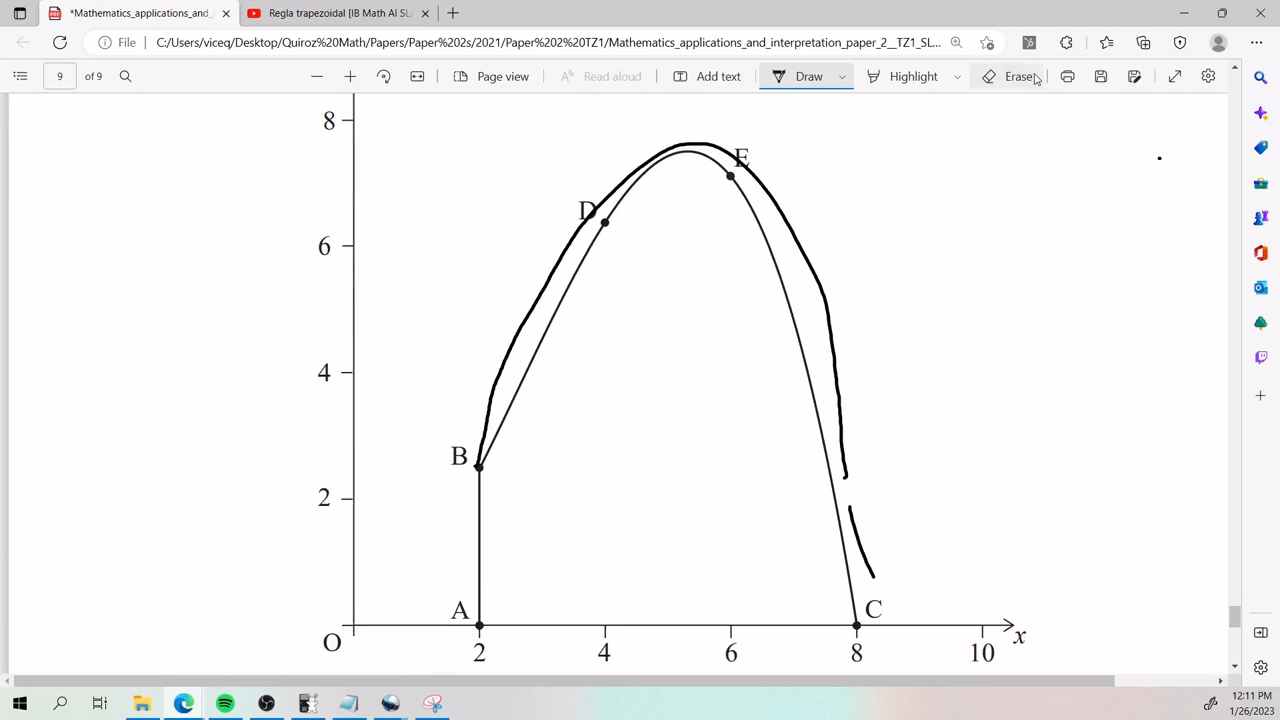 *Mathematics_applications_and_
Regla trapezoidal [IB Math AI SL/
File
C:/Users/viceq/Desktop/Quiroz%20Math/Papers/Paper%202s/2021/Paper%202%20TZ1/Mathematics_applications_and_interpretation_paper_2__TZ1_SL...
9 of 9
Page view
Read aloud
Add text
Draw
Highlight
Erase
8
E
D
6
4
B
2
A
C
O
x
2 4 6 8 10
12:11 PM
1/26/2023